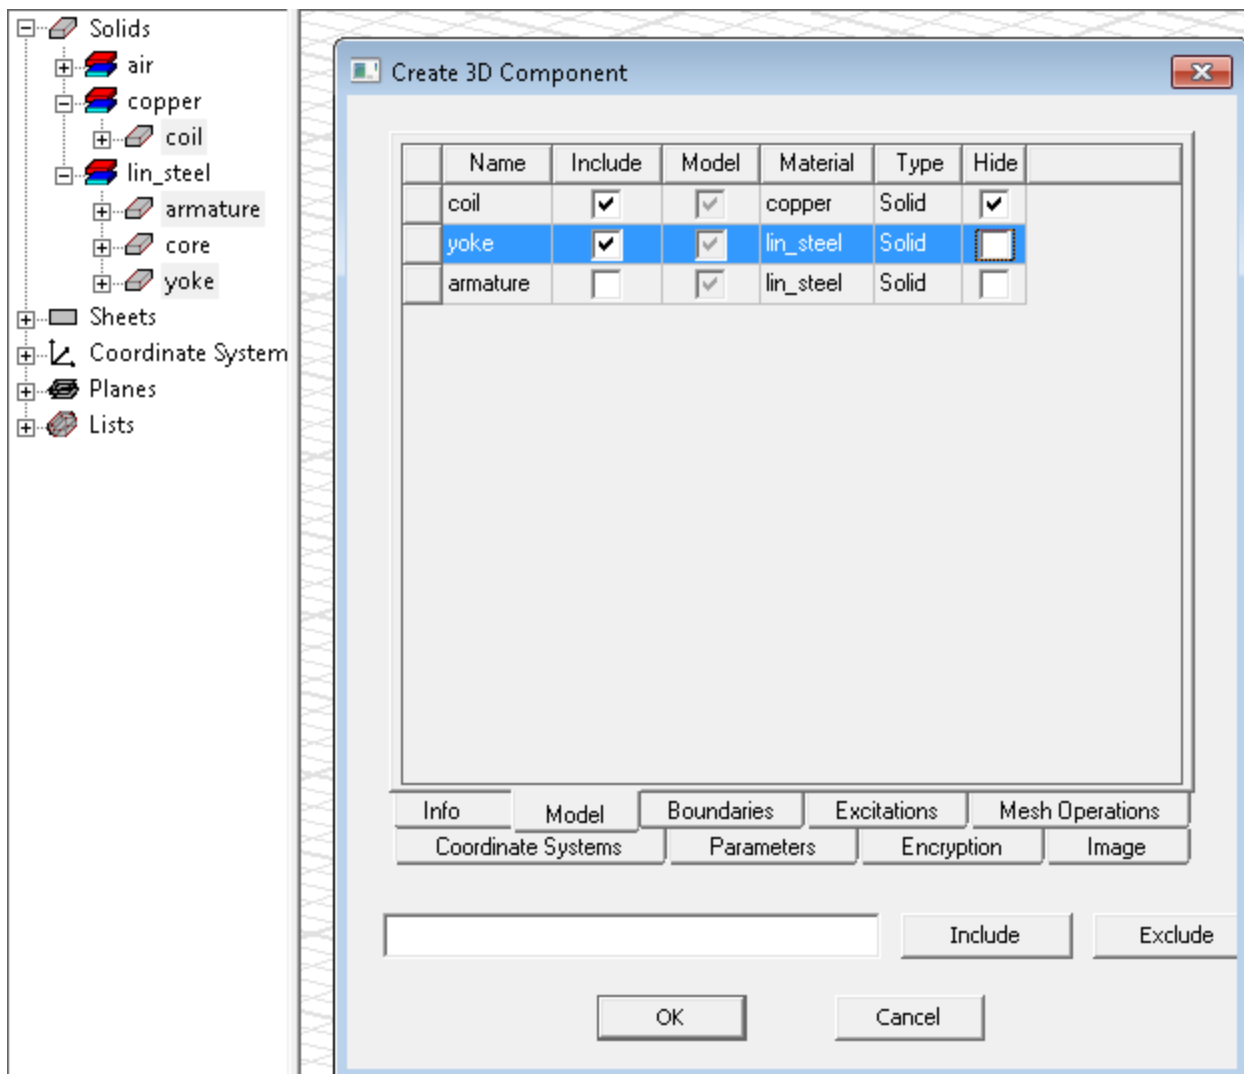 Solids
air
copper
coil
lin_steel
armature
core
yoke
Sheets
Coordinate System
Planes
Lists
Create 3D Component
Name Include Model Material Type Hide
coil copper Solid
yoke lin_steel Solid
armature lin_steel Solid
Info Model Boundaries Excitations Mesh Operations
Coordinate Systems Parameters Encryption Image
Include Exclude
OK Cancel